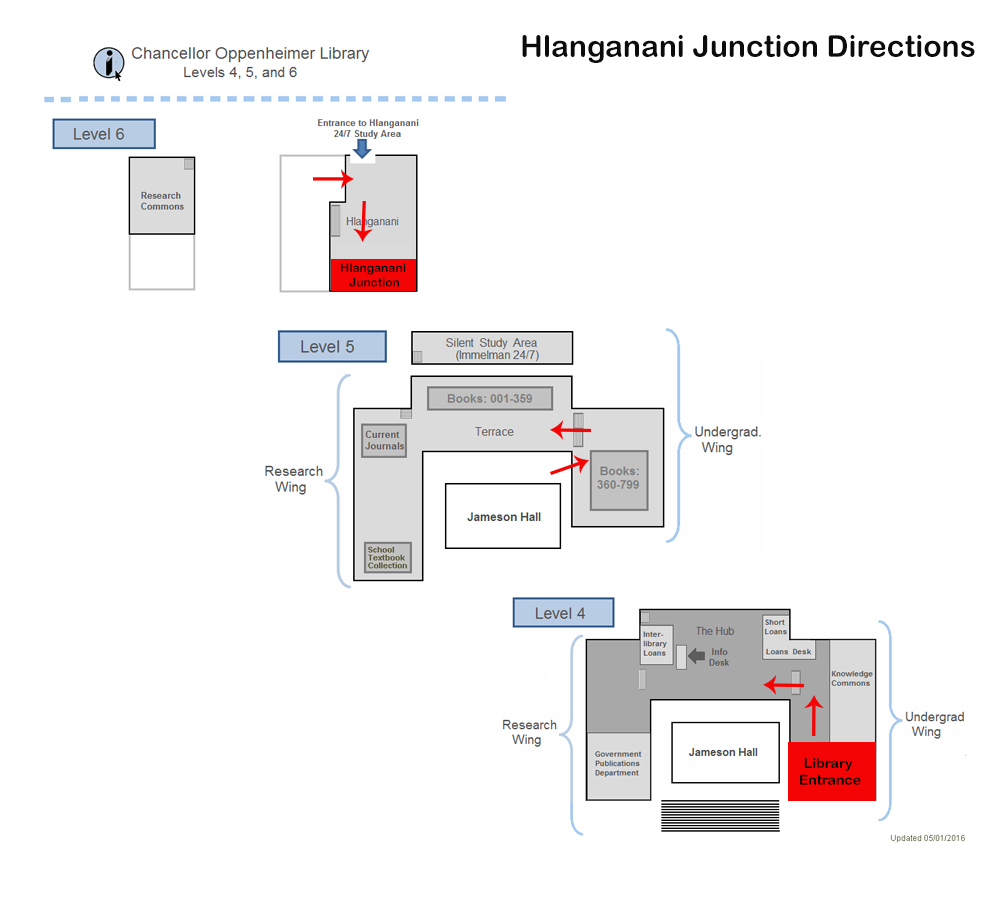 Hlanganani Junction Directions
Chancellor Oppenheimer Library
Levels 4, 5, and 6
Level 6
Entrance to Hlanganani
24/7 Study Area
Research
Commons
Hlanganani
Hlanganani
Junction
Level 5
Silent Study Area
(Immelman 24/7)
Books: 001-359
Current
Journals
Terrace
Undergrad.
Wing
Research
Wing
Books:
360-799
Jameson Hall
School
Textbook
Collection
Level 4
Inter-
library
Loans
The Hub
Info
Desk
Short
Loans
Loans Desk
Knowledge
Commons
Research
Wing
Undergrad
Wing
Government
Publications
Department
Jameson Hall
Library
Entrance
Updated 05/01/2016